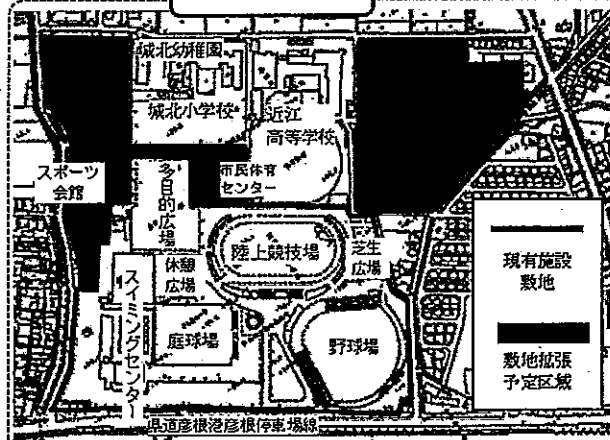 城北幼稚園
城北小学校
近江
高等学校
スポーツ
会館
多目的広場
市民体育
センター
陸上競技場
芝生
広場
休憩
広場
スイミングセンター
庭球場
野球場
県道彦根港彦根停車場線
現有施設
敷地
敷地拡張
予定区域